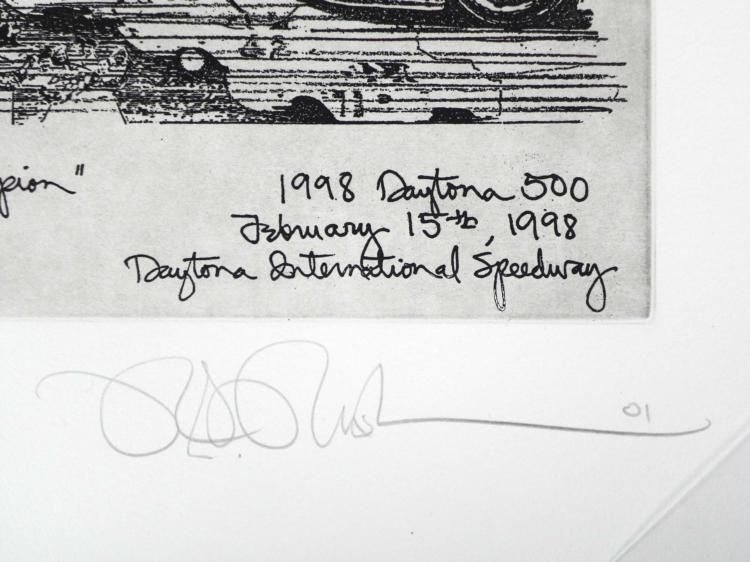 pion"
1998 Daytona 500
February 15th, 1998
Daytona International Speedway
01